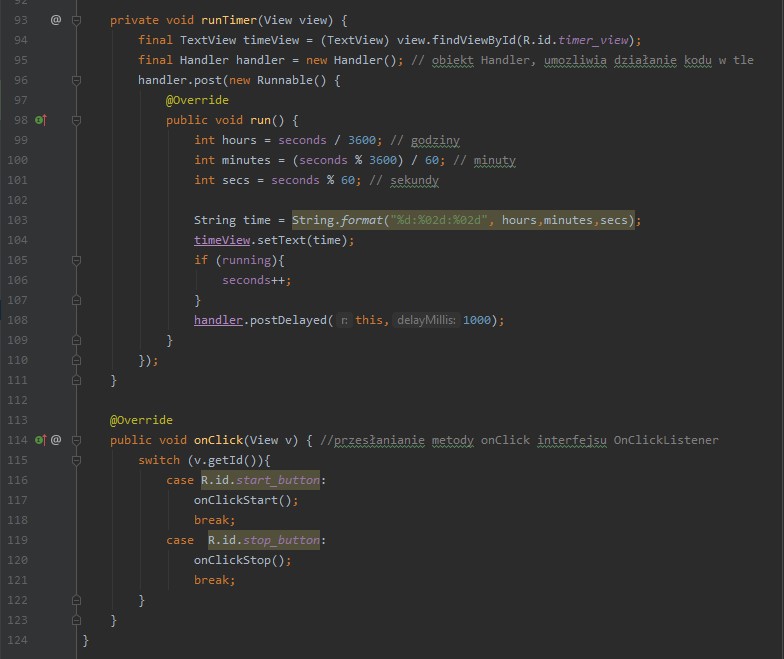 92
93 @ private void runTimer(View view) {
94 final TextView timeView = (TextView) view.findViewById(R.id.timer_view);
95 final Handler handler = new Handler(); // obiekt Handler, umozliwia działanie kodu w tle
96 handler.post(new Runnable() {
97 @Override
98 public void run() {
99 int hours = seconds / 3600; // godziny
100 int minutes = (seconds % 3600) / 60; // minuty
101 int secs = seconds % 60; // sekundy
102
103 String time = String.format("%d:%02d:%02d", hours,minutes,secs);
104 timeView.setText(time);
105 if (running){
106 seconds++;
107 }
108 handler.postDelayed( r: this, delayMillis: 1000);
109 }
110 });
111 }
112
113 @Override
114 @ public void onClick(View v) { //przesłanianie metody onClick interfejsu OnClickListener
115 switch (v.getId()){
116 case R.id.start_button:
117 onClickStart();
118 break;
119 case R.id.stop_button:
120 onClickStop();
121 break;
122 }
123 }
124 }